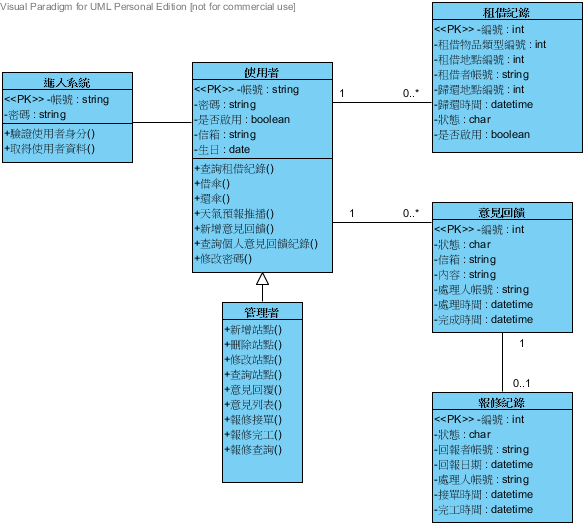 Visual Paradigm for UML Personal Edition [not for commercial use]
進入系統
<<PK>> -帳號 : string
-密碼 : string
+驗證使用者身分()
+取得使用者資料()
使用者
<<PK>> -帳號 : string
-密碼 : string
-是否啟用 : boolean
-信箱 : string
-生日 : date
+查詢租借紀錄()
+借傘()
+還傘()
+天氣預報推播()
+新增意見回饋()
+查詢個人意見回饋紀錄()
+修改密碼()
1
0..*
租借紀錄
<<PK>> -編號 : int
-租借物品類型編號 : int
-租借地點編號 : int
-租借者帳號 : string
-歸還地點編號 : int
-歸還時間 : datetime
-狀態 : char
-是否啟用 : boolean
1
0..*
意見回饋
<<PK>> -編號 : int
-狀態 : char
-信箱 : string
-內容 : string
-處理人帳號 : string
-處理時間 : datetime
-完成時間 : datetime
管理者
+新增站點()
+刪除站點()
+修改站點()
+查詢站點()
+意見回覆()
+意見列表()
+報修接單()
+報修完工()
+報修查詢()
1
0..1
報修紀錄
<<PK>> -編號 : int
-狀態 : char
-回報者帳號 : string
-回報日期 : datetime
-處理人帳號 : string
-接單時間 : datetime
-完工時間 : datetime